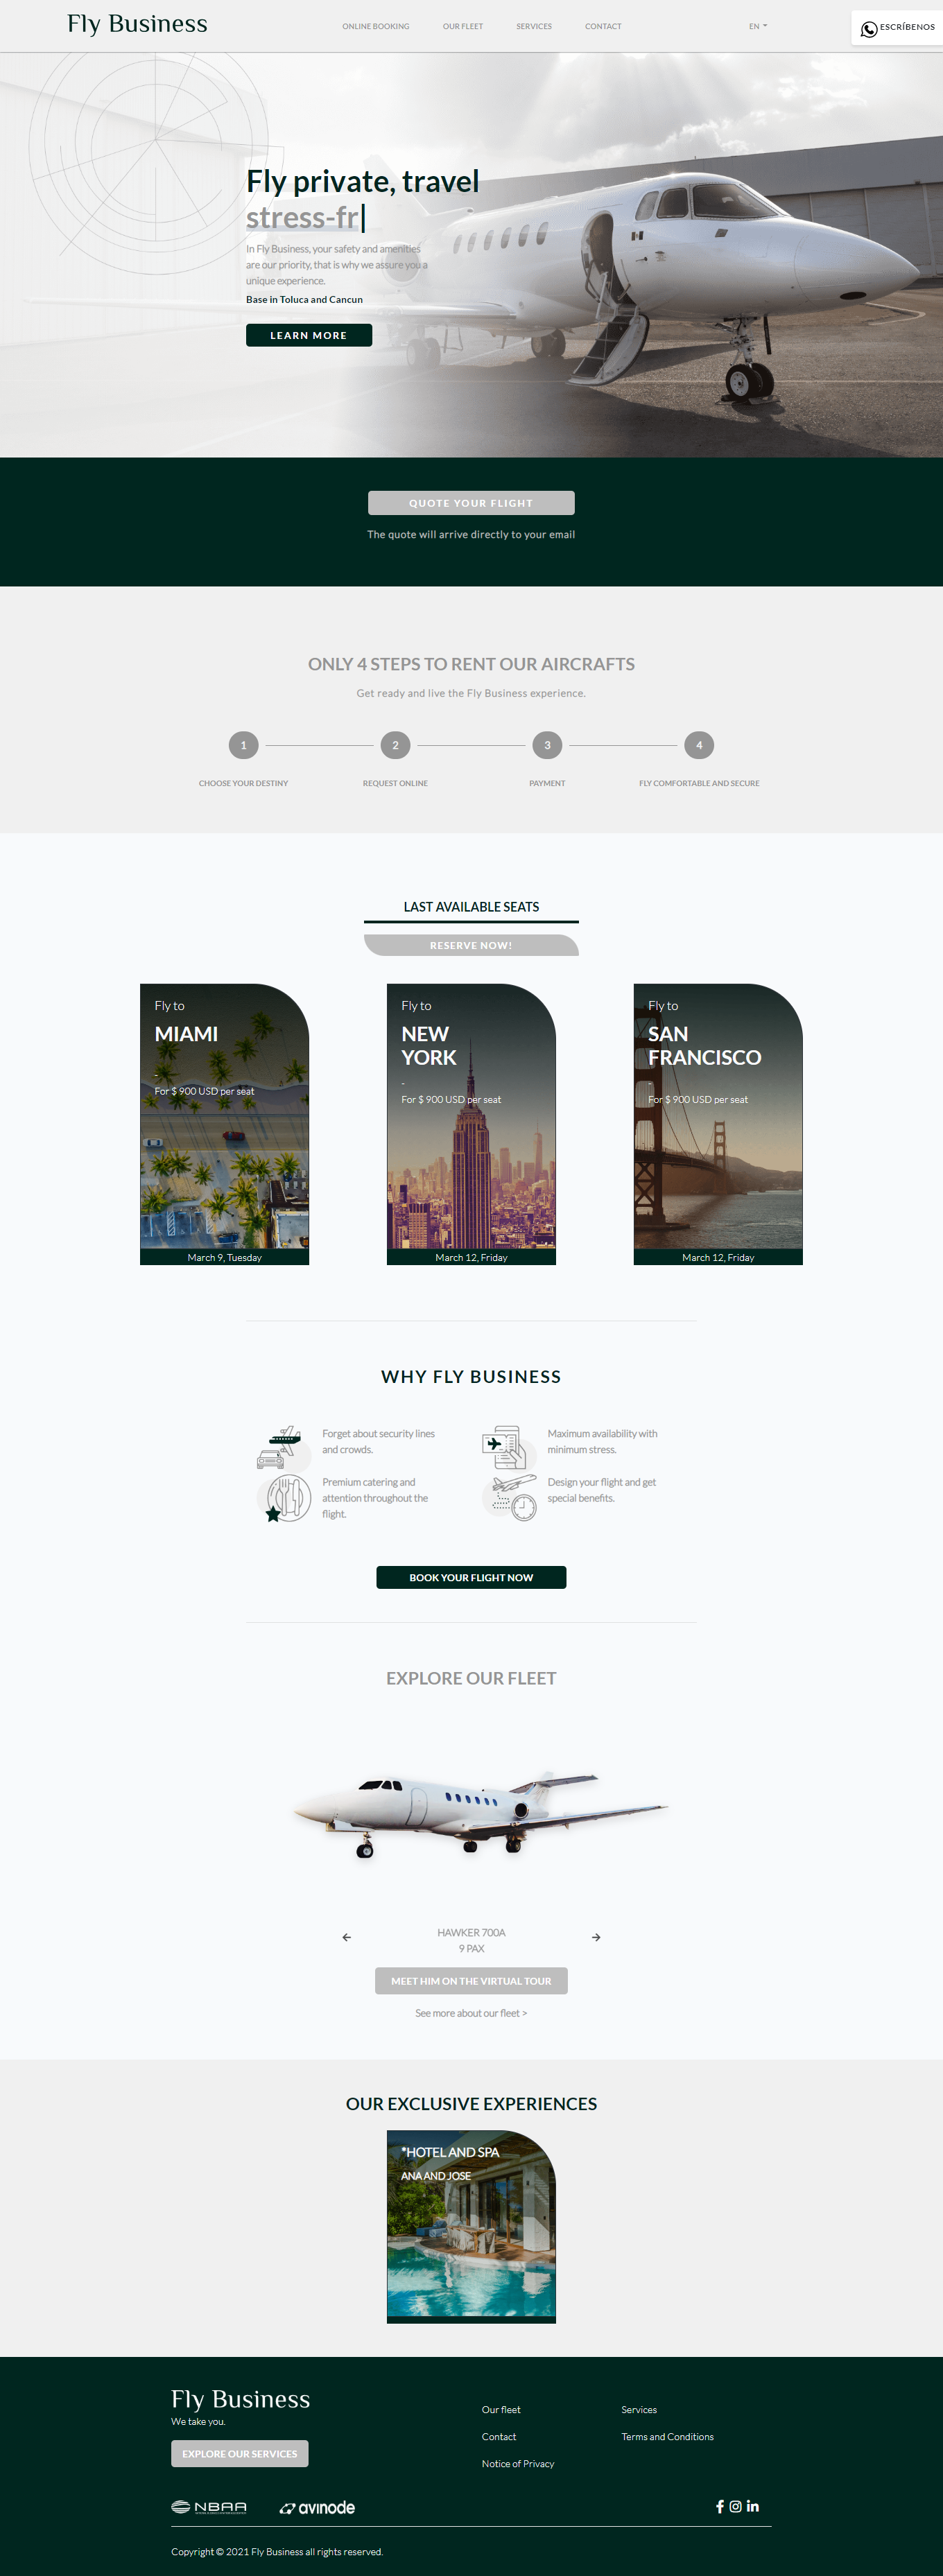 Fly Business
ONLINE BOOKING
OUR FLEET
SERVICES
CONTACT
EN
ESCRÍBENOS
Fly private, travel
stress-fr
In Fly Business, your safety and amenities
are our priority, that is why we assure you a
unique experience.
Base in Toluca and Cancun
LEARN MORE
QUOTE YOUR FLIGHT
The quote will arrive directly to your email
ONLY 4 STEPS TO RENT OUR AIRCRAFTS
Get ready and live the Fly Business experience.
1
2
3
4
CHOOSE YOUR DESTINY
REQUEST ONLINE
PAYMENT
FLY COMFORTABLE AND SECURE
LAST AVAILABLE SEATS
RESERVE NOW!
Fly to
MIAMI
-
For $ 900 USD per seat
March 9, Tuesday
Fly to
NEW
YORK
-
For $ 900 USD per seat
March 12, Friday
Fly to
SAN
FRANCISCO
-
For $ 900 USD per seat
March 12, Friday
WHY FLY BUSINESS
Forget about security lines
and crowds.
Maximum availability with
minimum stress.
Premium catering and
attention throughout the
flight.
Design your flight and get
special benefits.
BOOK YOUR FLIGHT NOW
EXPLORE OUR FLEET
HAWKER 700A
9 PAX
MEET HIM ON THE VIRTUAL TOUR
See more about our fleet >
OUR EXCLUSIVE EXPERIENCES
*HOTEL AND SPA
ANA AND JOSE
Fly Business
We take you.
EXPLORE OUR SERVICES
Our fleet
Services
Contact
Terms and Conditions
Notice of Privacy
NBAA
avinode
Copyright © 2021 Fly Business all rights reserved.